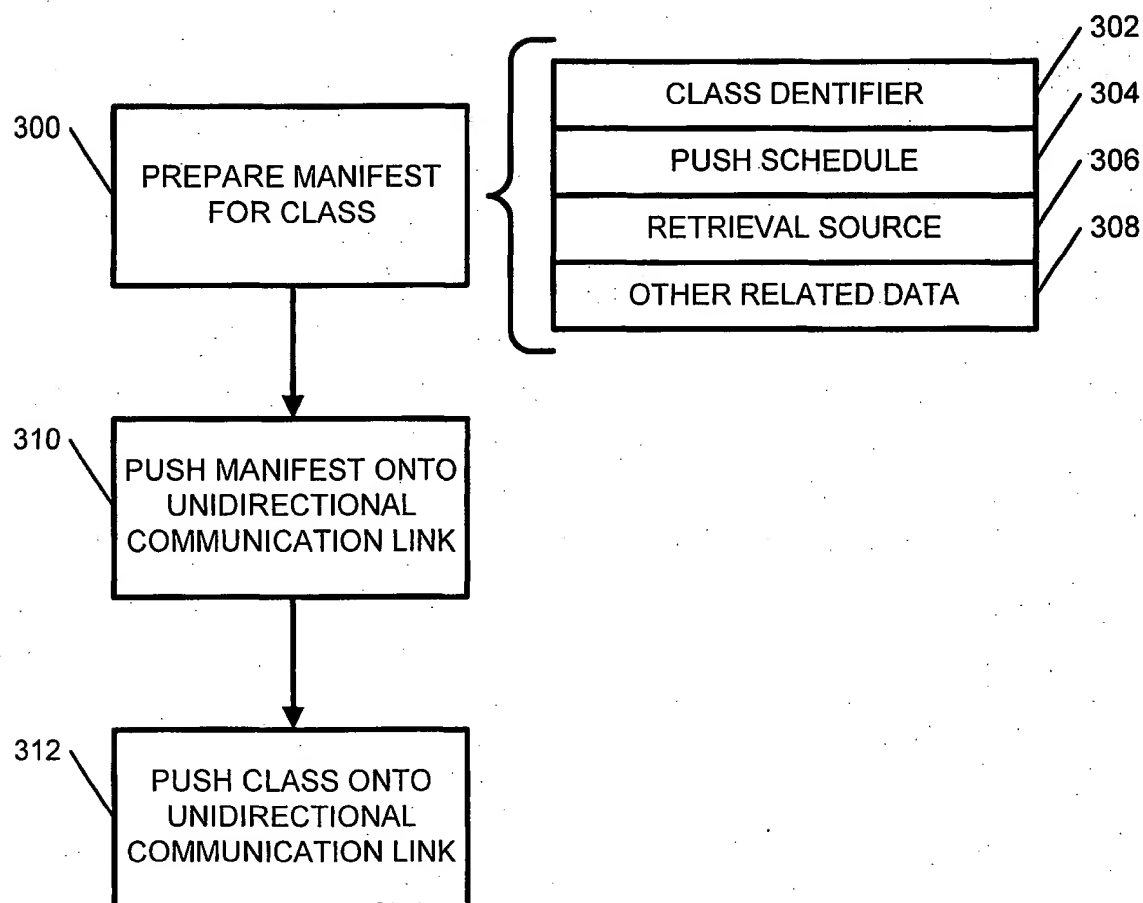 302
CLASS DENTIFIER
304
300
PUSH SCHEDULE
PREPARE MANIFEST
FOR CLASS
306
RETRIEVAL SOURCE
308
OTHER RELATED DATA
310
PUSH MANIFEST ONTO
UNIDIRECTIONAL
COMMUNICATION LINK
312
PUSH CLASS ONTO
UNIDIRECTIONAL
COMMUNICATION LINK